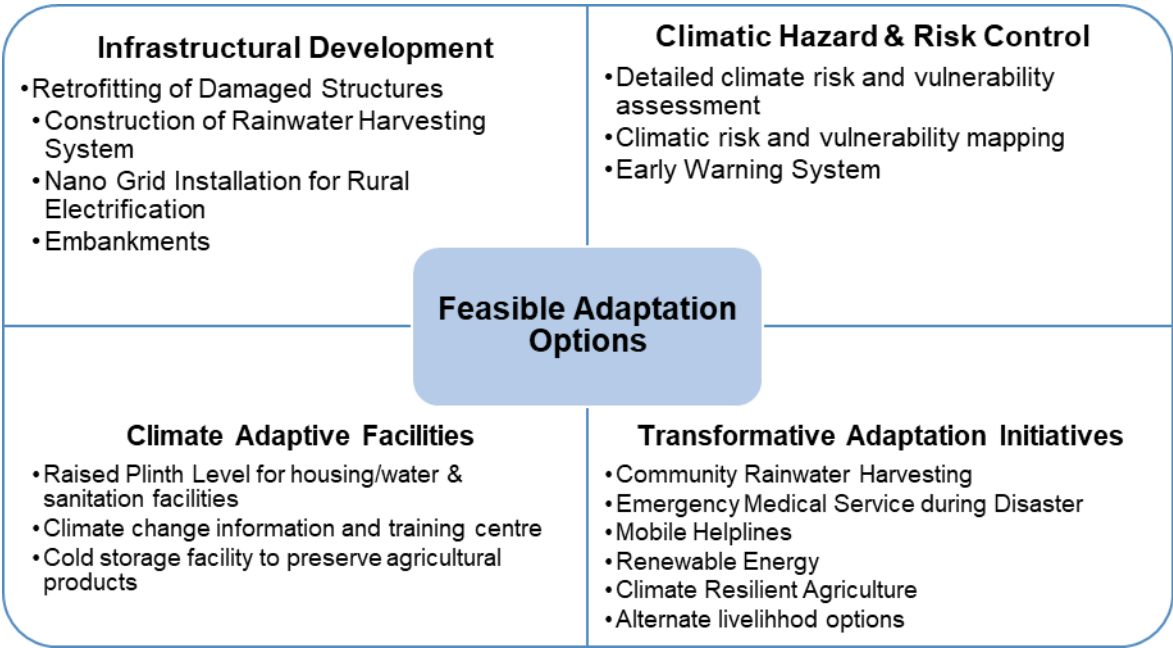 Infrastructural Development
•Retrofitting of Damaged Structures
•Construction of Rainwater Harvesting
System
•Nano Grid Installation for Rural
Electrification
•Embankments
Climatic Hazard & Risk Control
•Detailed climate risk and vulnerability
assessment
•Climatic risk and vulnerability mapping
•Early Warning System
Feasible Adaptation
Options
Climate Adaptive Facilities
•Raised Plinth Level for housing/water &
sanitation facilities
•Climate change information and training centre
•Cold storage facility to preserve agricultural
products
Transformative Adaptation Initiatives
•Community Rainwater Harvesting
•Emergency Medical Service during Disaster
•Mobile Helplines
•Renewable Energy
•Climate Resilient Agriculture
•Alternate livelihhod options